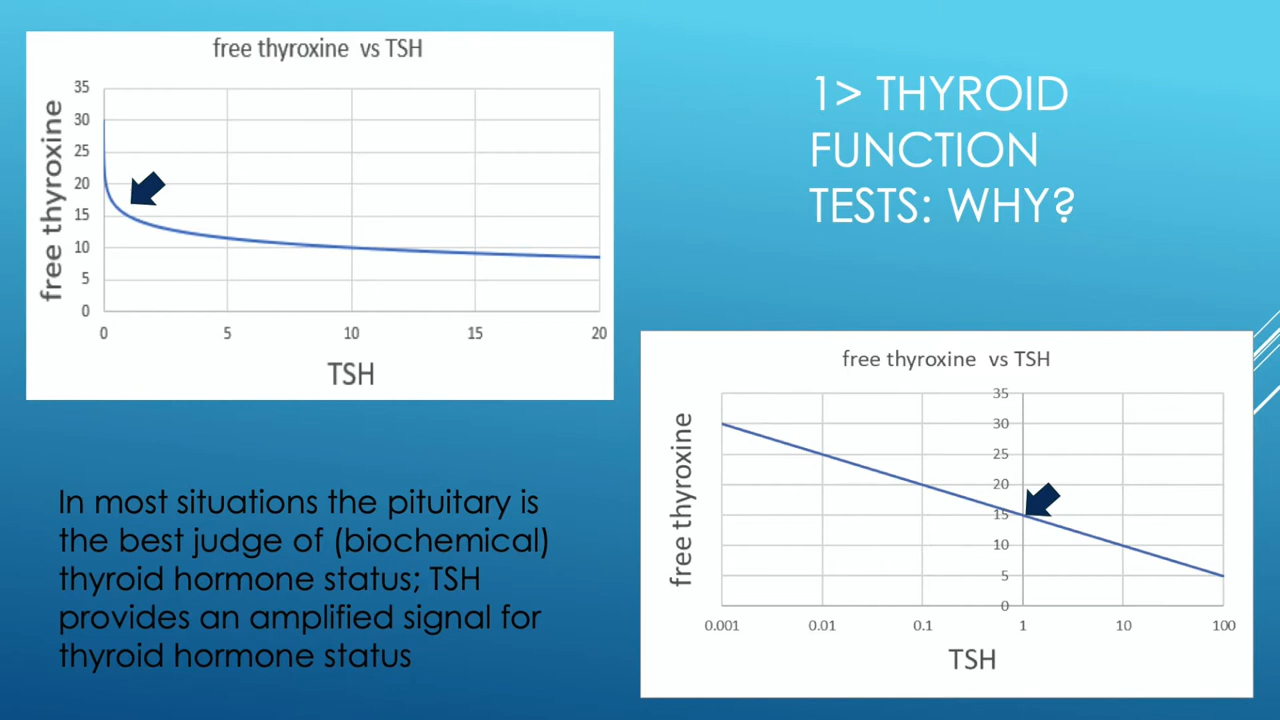 free thyroxine  vs TSH
free thyroxine
35
30
25
20
15
10
5
0
0 5 10 15 20
TSH
1> THYROID
FUNCTION
TESTS: WHY?
In most situations the pituitary is
the best judge of (biochemical)
thyroid hormone status; TSH
provides an amplified signal for
thyroid hormone status
free thyroxine  vs TSH
free thyroxine
35
30
25
20
15
10
5
0
0.001 0.01 0.1 1 10 100
TSH